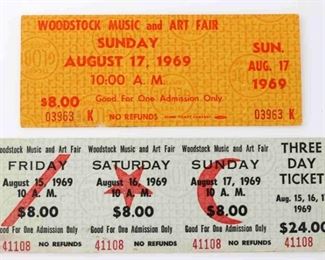 WOODSTOCK MUSIC and ART FAIR
SUNDAY
AUGUST 17, 1969
10:00 A. M.
$8.00 Good For One Admission Only
03963 K NO REFUNDS
SUN.
AUG. 17
1969
03963 K
Woodstock Music and Art Fair
FRIDAY
August 15, 1969
10 A. M.
$8.00
Good For One Admission Only
41108 NO REFUNDS
Woodstock Music and Art Fair
SATURDAY
August 16, 1969
10 A. M.
$8.00
Good For One Admission Only
41108 NO REFUNDS
Woodstock Music and Art Fair
SUNDAY
August 17, 1969
10 A. M.
$8.00
Good For One Admission Only
41108 NO REFUNDS
THREE
DAY
TICKET
Aug. 15, 16, 17
1969
$24.00
41108